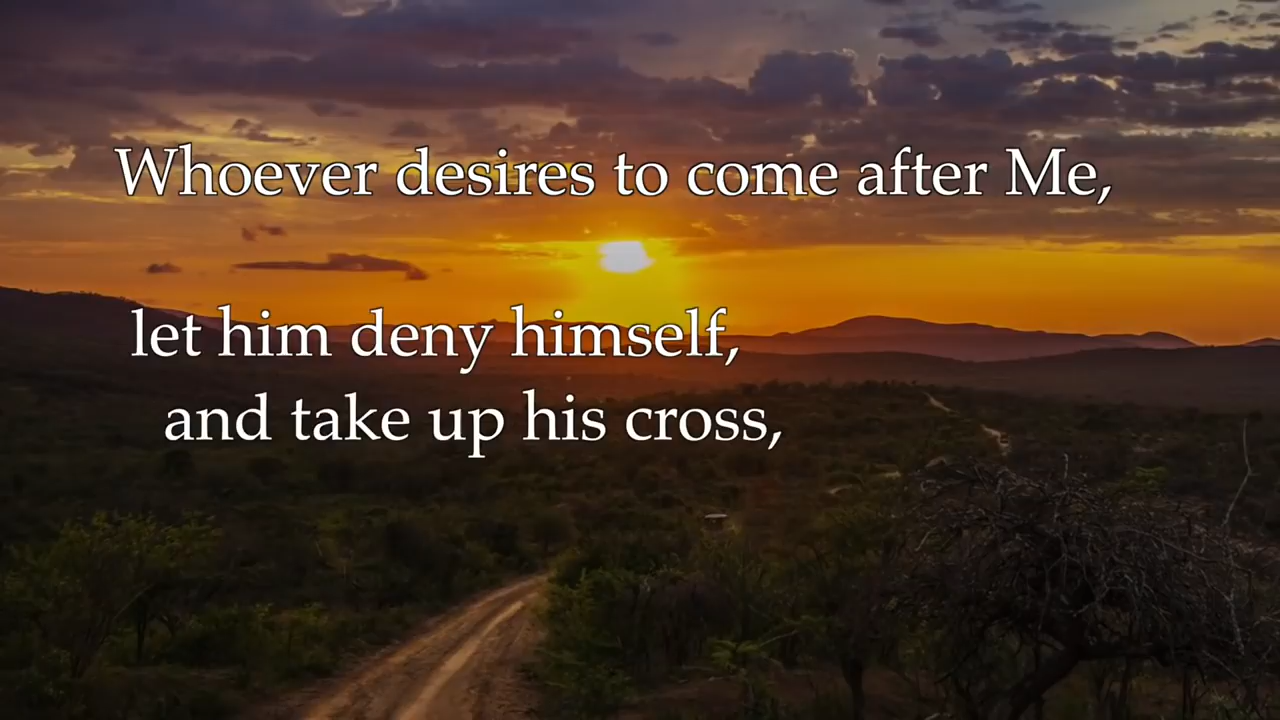 Whoever desires to come after Me,
let him deny himself,
and take up his cross,